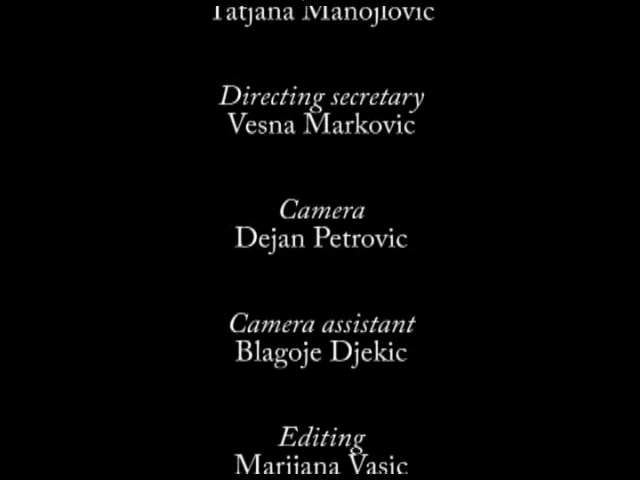 Tatjana Manojlovic
Directing secretary
Vesna Markovic
Camera
Dejan Petrovic
Camera assistant
Blagoje Djekic
Editing
Marijana Vasic